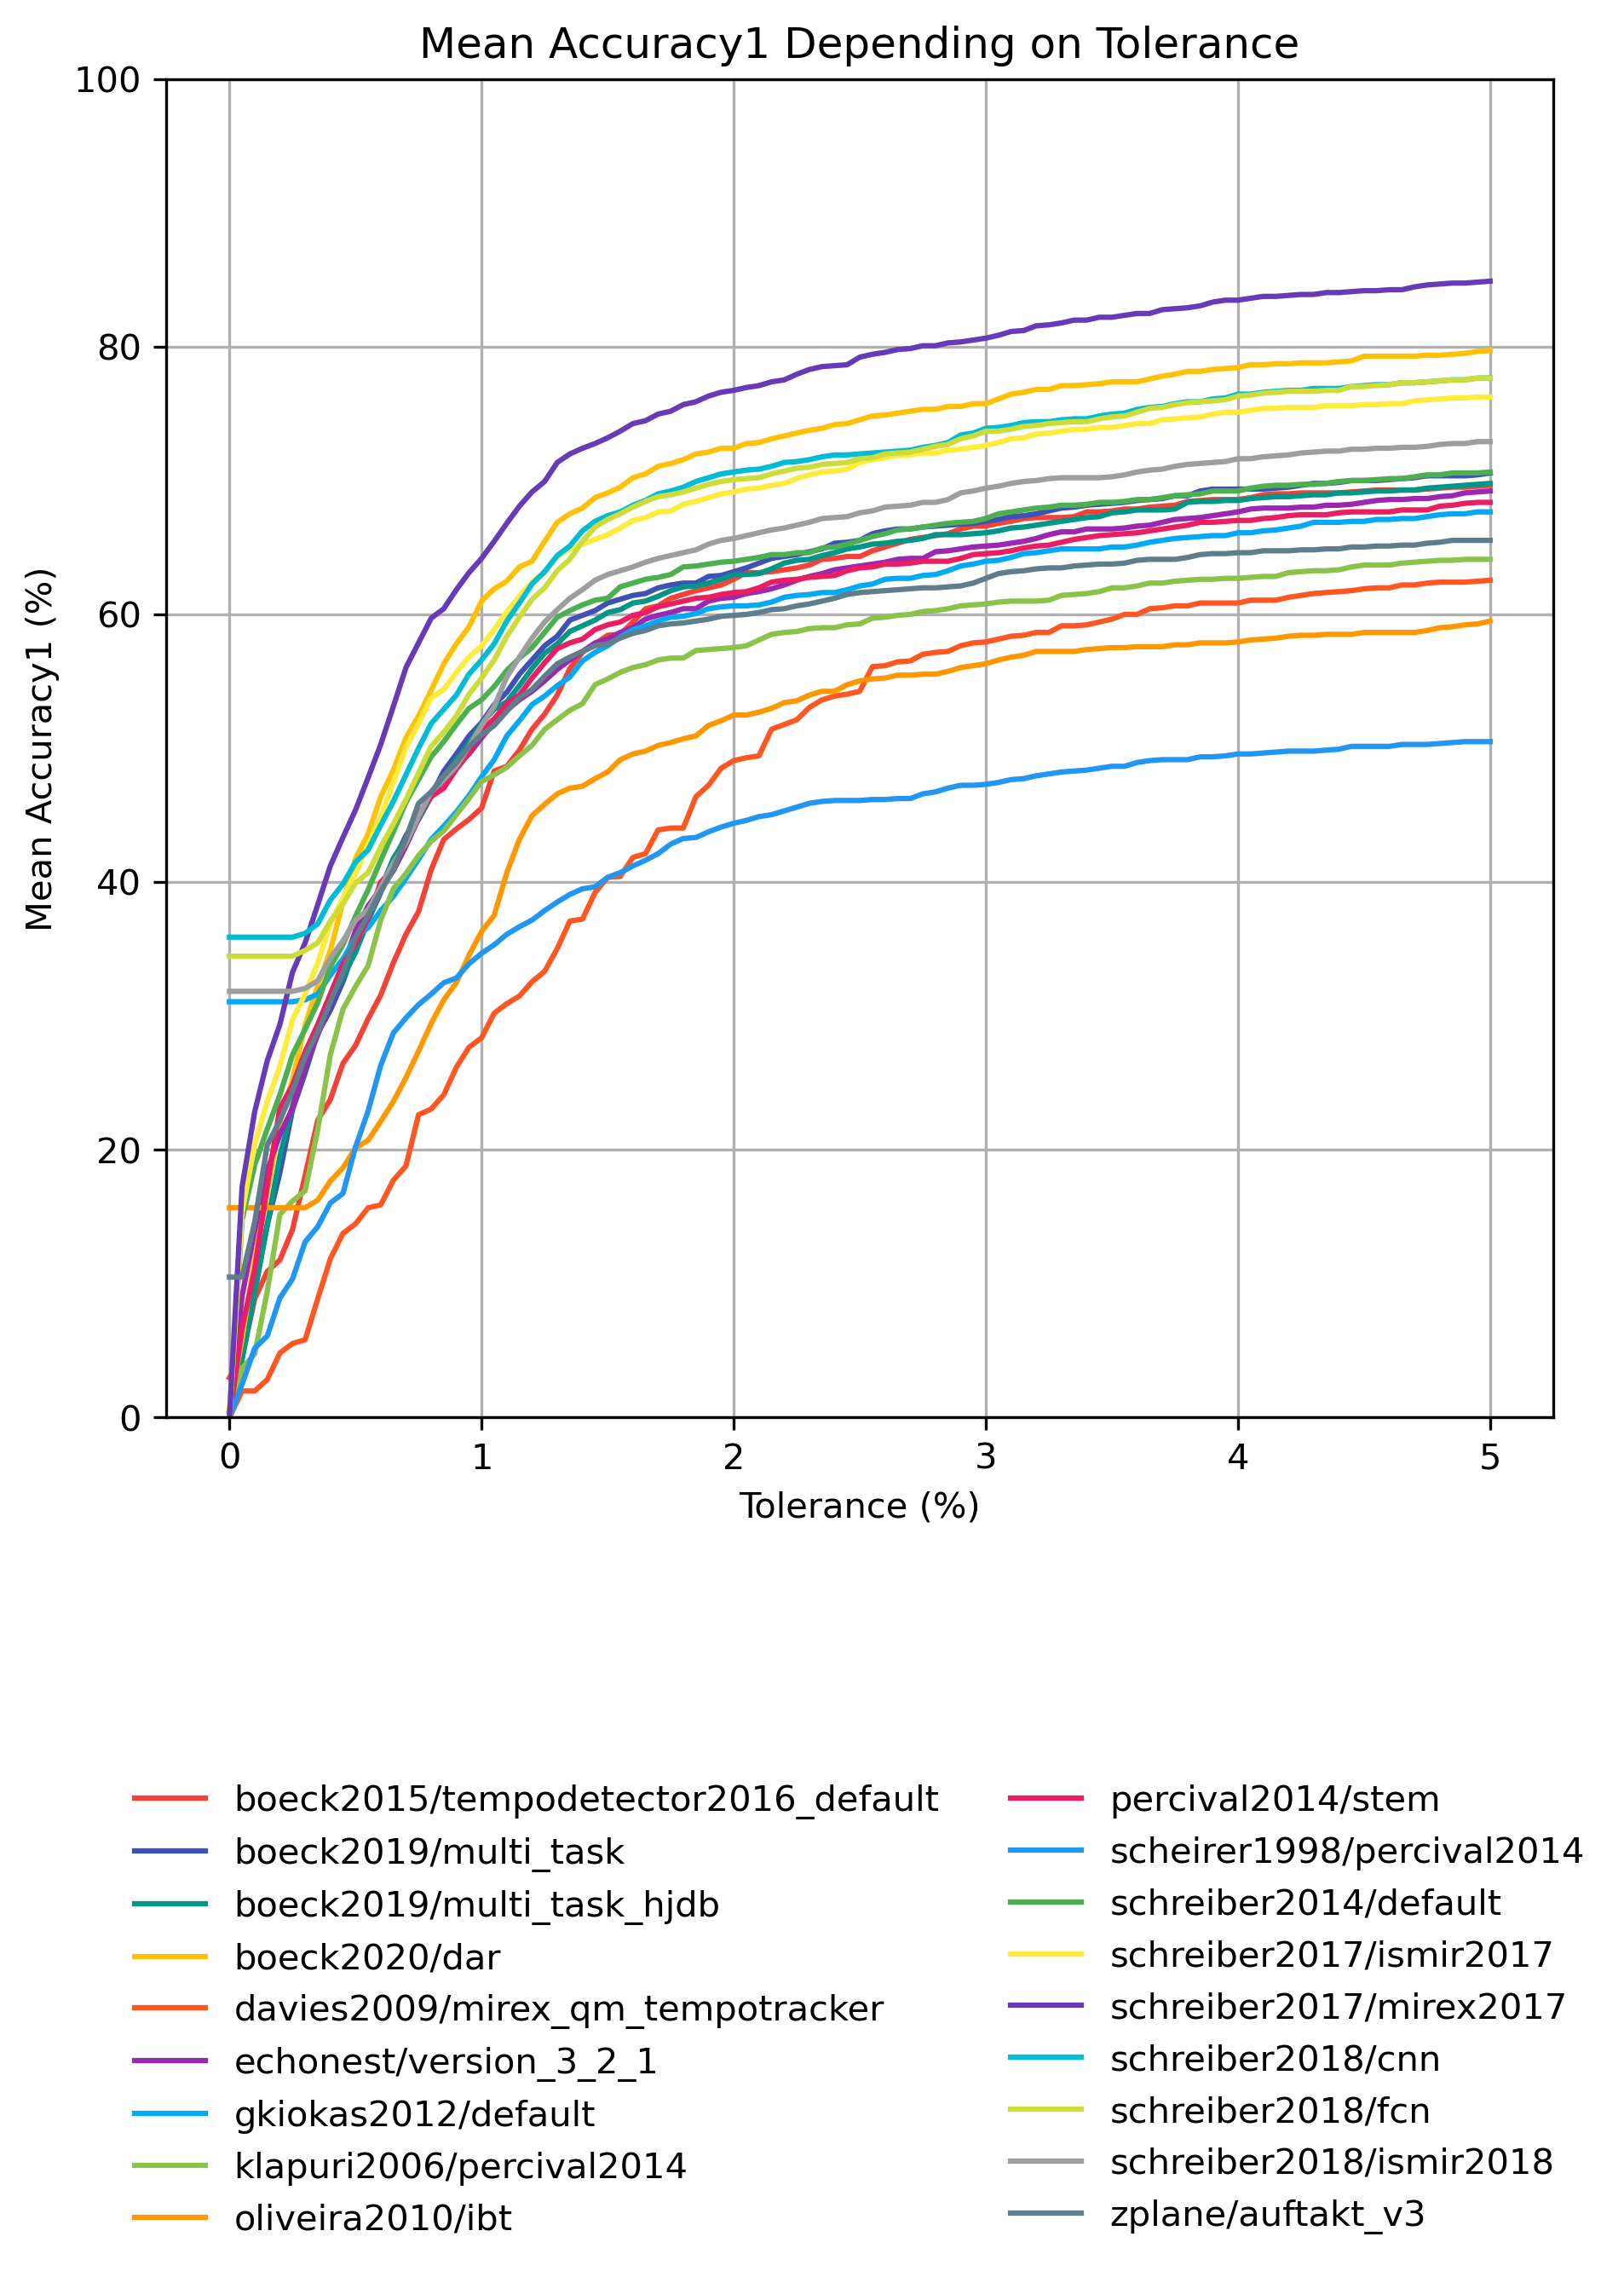 Mean Accuracy1 Depending on Tolerance
100
80
60
40
20
0
Mean Accuracy1 (%)
0 1 2 3 4 5
Tolerance (%)
boeck2015/tempodetector2016_default
boeck2019/multi_task
boeck2019/multi_task_hjdb
boeck2020/dar
davies2009/mirex_qm_tempotracker
echonest/version_3_2_1
gkiokas2012/default
klapuri2006/percival2014
oliveira2010/ibt
percival2014/stem
scheirer1998/percival2014
schreiber2014/default
schreiber2017/ismir2017
schreiber2017/mirex2017
schreiber2018/cnn
schreiber2018/fcn
schreiber2018/ismir2018
zplane/auftakt_v3